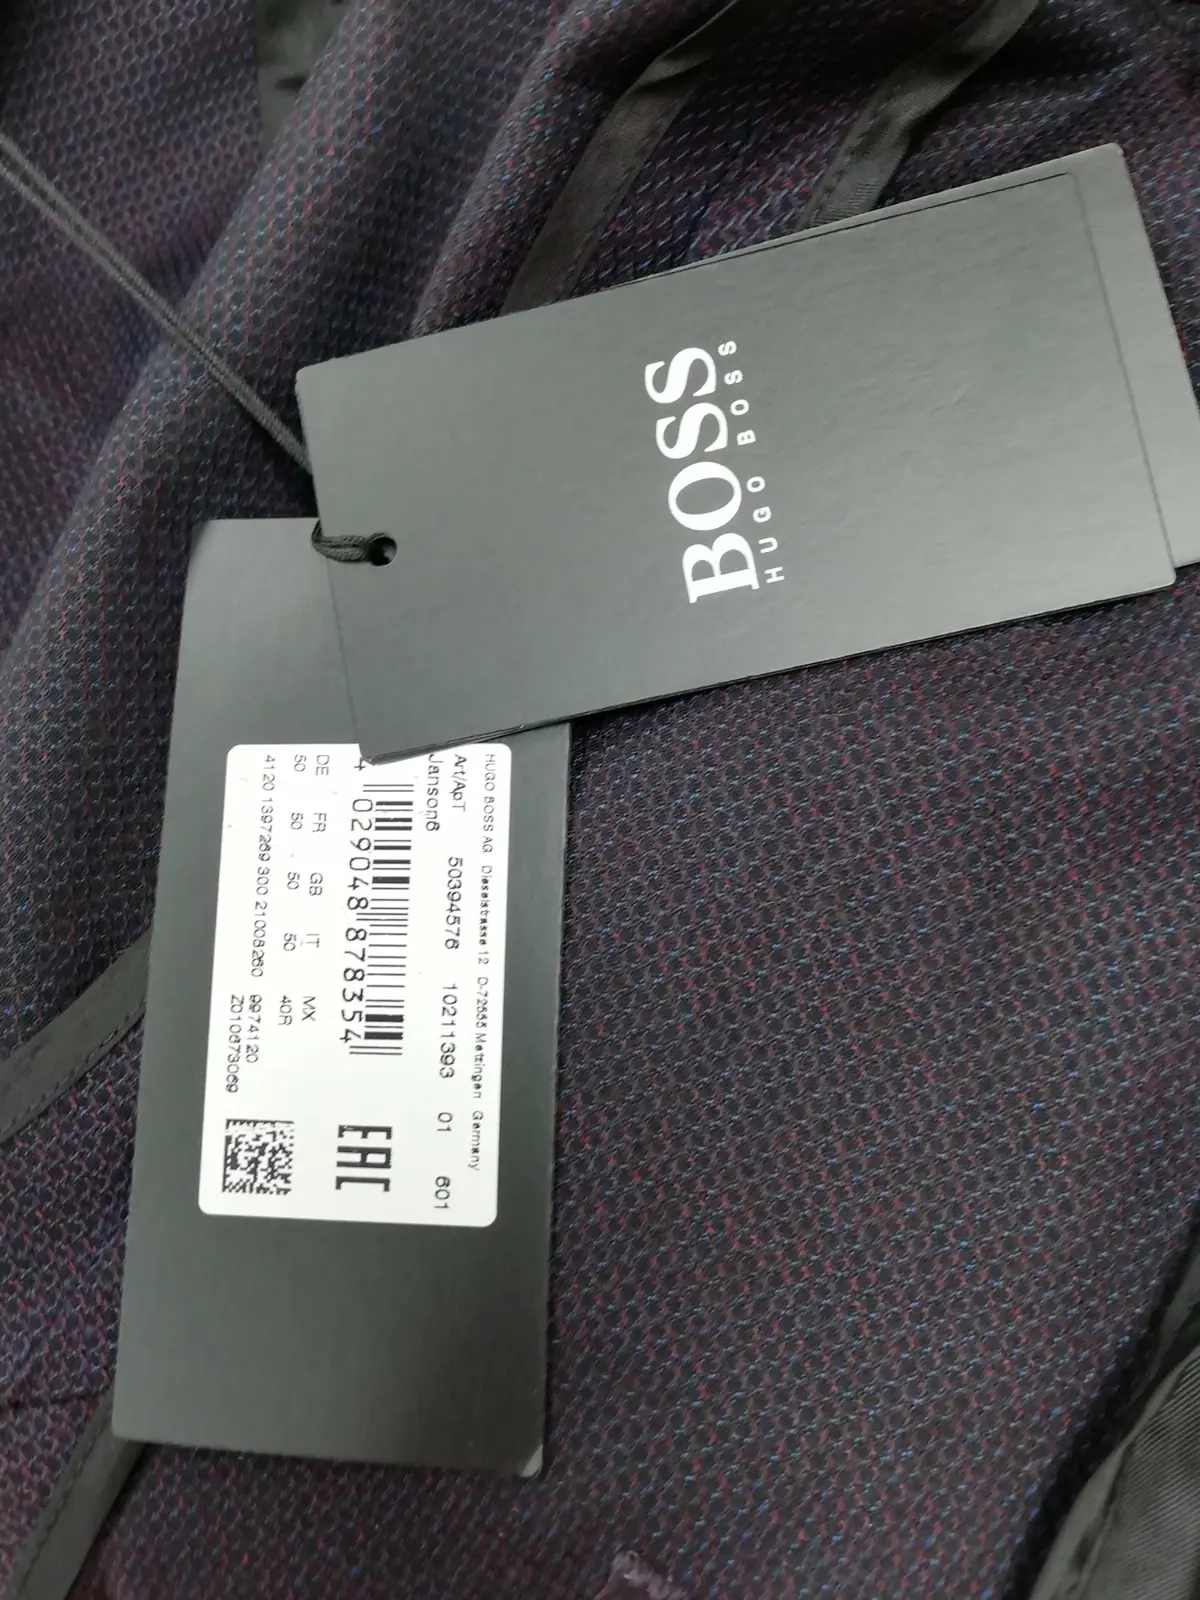 BOSS
HUGO BOSS
HUGO BOSS AG Dieselstrasse 12 D-72555 Metzingen Germany
Art/ApT 50394576 10211393 01 601
Janson6
4 029048 878354
EAC
DE FR GB IT MX
50 50 50 50 40R
4120 1397269 300 21008260 9974120
Z010673069